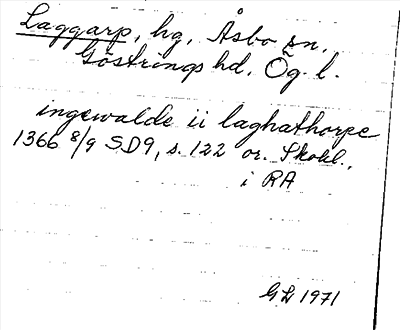 Laggarp, hg, Åsbo sn,
Göstrings hd, Ög. l.
ingewalde ii laghathorpe
1366 8/9 SD9, s. 122 or. Skokl.,
i RA
GL 1971